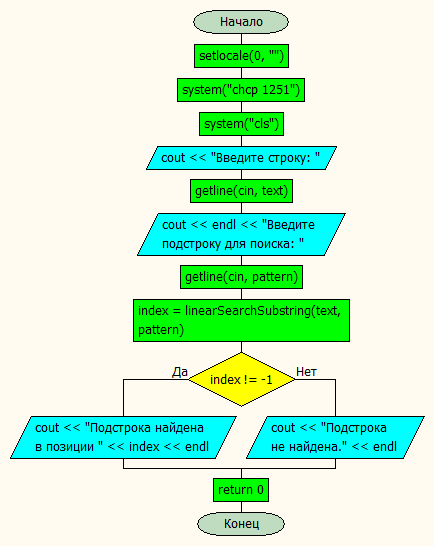 Начало
setlocale(0, "")
system("chcp 1251")
system("cls")
cout << "Введите строку: "
getline(cin, text)
cout << endl << "Введите
подстроку для поиска: "
getline(cin, pattern)
index = linearSearchSubstring(text,
pattern)
index != -1
Да
Нет
cout << "Подстрока найдена
в позиции " << index << endl
cout << "Подстрока
не найдена." << endl
return 0
Конец